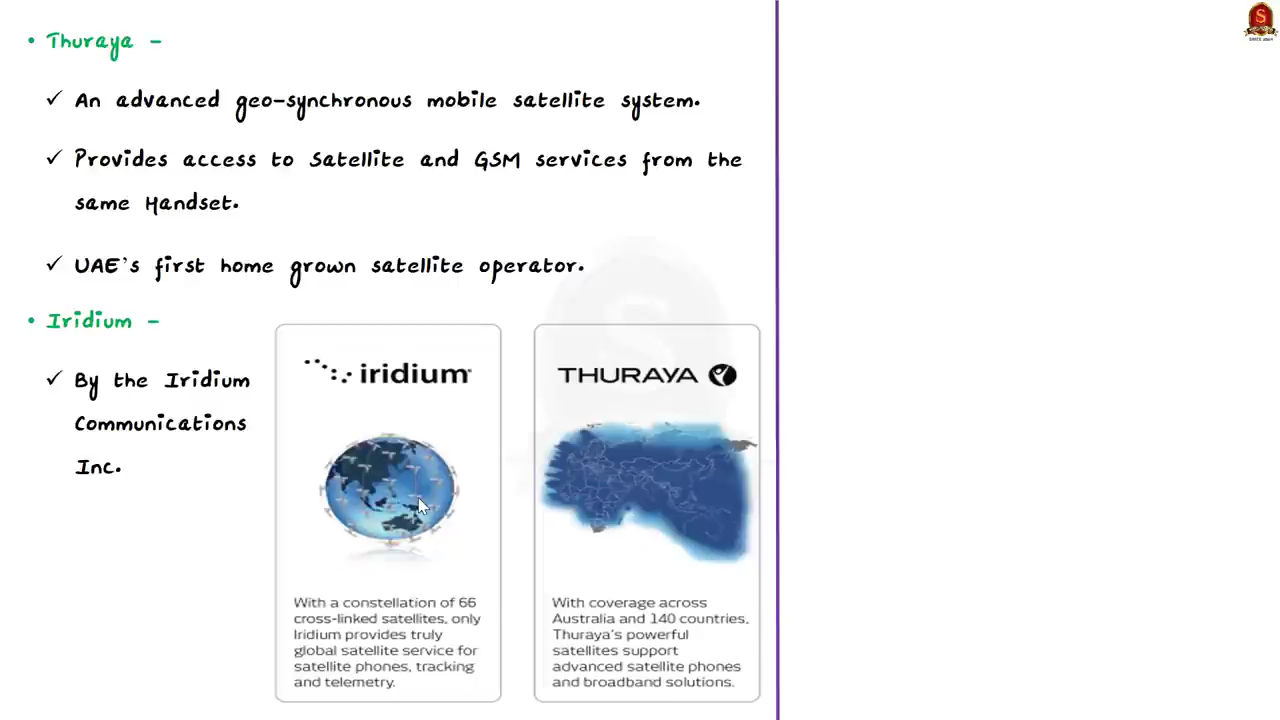 • Thuraya –
✓ An advanced geo-synchronous mobile satellite system.
✓ Provides access to Satellite and GSM services from the
same Handset.
✓ UAE's first home grown satellite operator.
• Iridium –
✓ By the Iridium
Communications
Inc.
iridium
With a constellation of 66
cross-linked satellites, only
Iridium provides truly
global satellite service for
satellite phones, tracking
and telemetry.
THURAYA
With coverage across
Australia and 140 countries,
Thuraya's powerful
satellites support
advanced satellite phones
and broadband solutions.
S